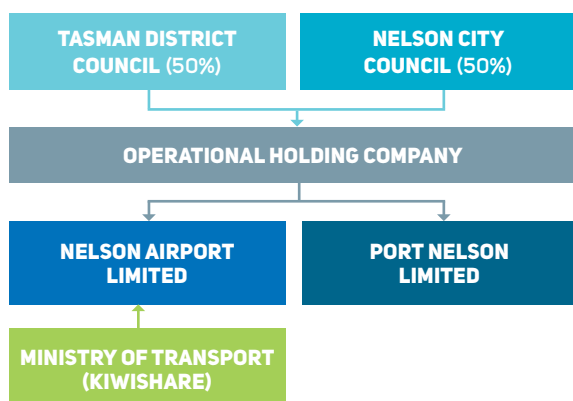 TASMAN DISTRICT
COUNCIL (50%)
NELSON CITY
COUNCIL (50%)
OPERATIONAL HOLDING COMPANY
NELSON AIRPORT
LIMITED
PORT NELSON
LIMITED
MINISTRY OF TRANSPORT
(KIWISHARE)